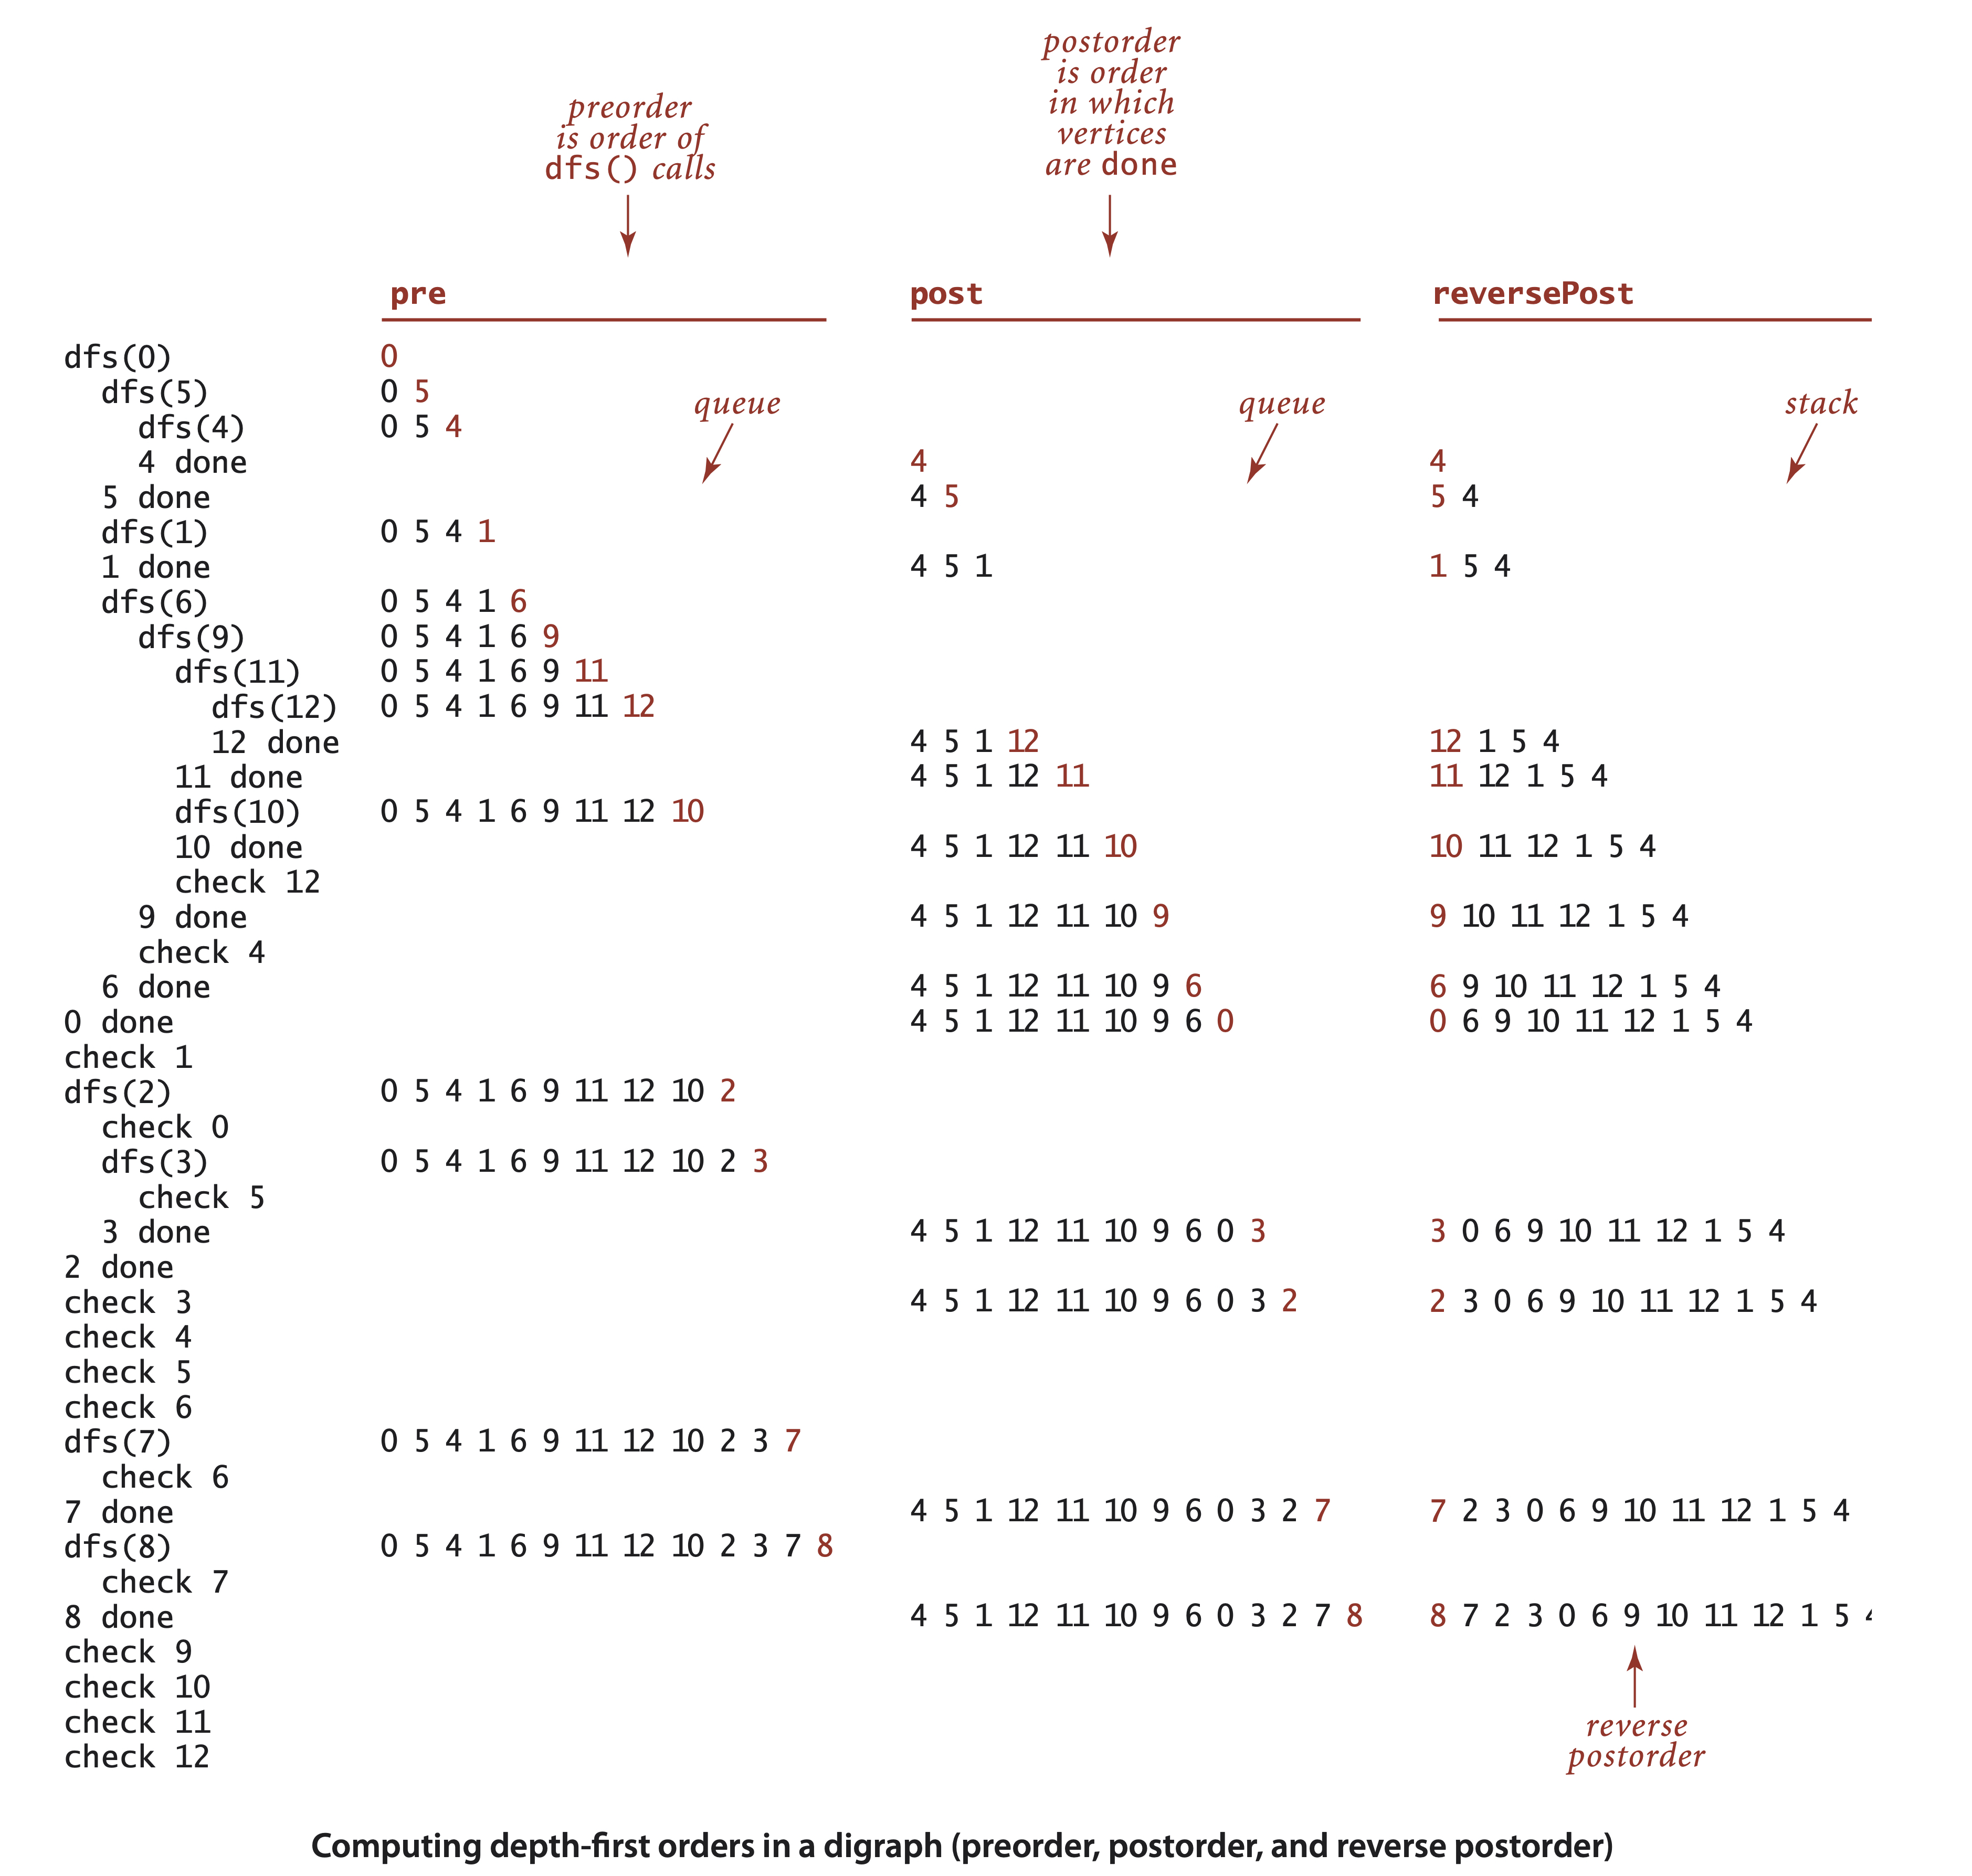 preorder
is order of
dfs() calls
postorder
is order
in which
vertices
are done
pre post reversePost
dfs(0) 0
dfs(5) 0 5
queue queue stack
dfs(4) 0 5 4
4 done 4 4
5 done 4 5 5 4
dfs(1) 0 5 4 1
1 done 4 5 1 1 5 4
dfs(6) 0 5 4 1 6
dfs(9) 0 5 4 1 6 9
dfs(11) 0 5 4 1 6 9 11
dfs(12) 0 5 4 1 6 9 11 12
12 done 4 5 1 12 12 1 5 4
11 done 4 5 1 12 11 11 12 1 5 4
dfs(10) 0 5 4 1 6 9 11 12 10
10 done 4 5 1 12 11 10 10 11 12 1 5 4
check 12
9 done 4 5 1 12 11 10 9 9 10 11 12 1 5 4
check 4
6 done 4 5 1 12 11 10 9 6 6 9 10 11 12 1 5 4
0 done 4 5 1 12 11 10 9 6 0 0 6 9 10 11 12 1 5 4
check 1
dfs(2) 0 5 4 1 6 9 11 12 10 2
check 0
dfs(3) 0 5 4 1 6 9 11 12 10 2 3
check 5
3 done 4 5 1 12 11 10 9 6 0 3 3 0 6 9 10 11 12 1 5 4
2 done
check 3 4 5 1 12 11 10 9 6 0 3 2 2 3 0 6 9 10 11 12 1 5 4
check 4
check 5
check 6
dfs(7) 0 5 4 1 6 9 11 12 10 2 3 7
check 6
7 done 4 5 1 12 11 10 9 6 0 3 2 7 7 2 3 0 6 9 10 11 12 1 5 4
dfs(8) 0 5 4 1 6 9 11 12 10 2 3 7 8
check 7
8 done 4 5 1 12 11 10 9 6 0 3 2 7 8 8 7 2 3 0 6 9 10 11 12 1 5 4
check 9
check 10
check 11
check 12
reverse
postorder
Computing depth-first orders in a digraph (preorder, postorder, and reverse postorder)